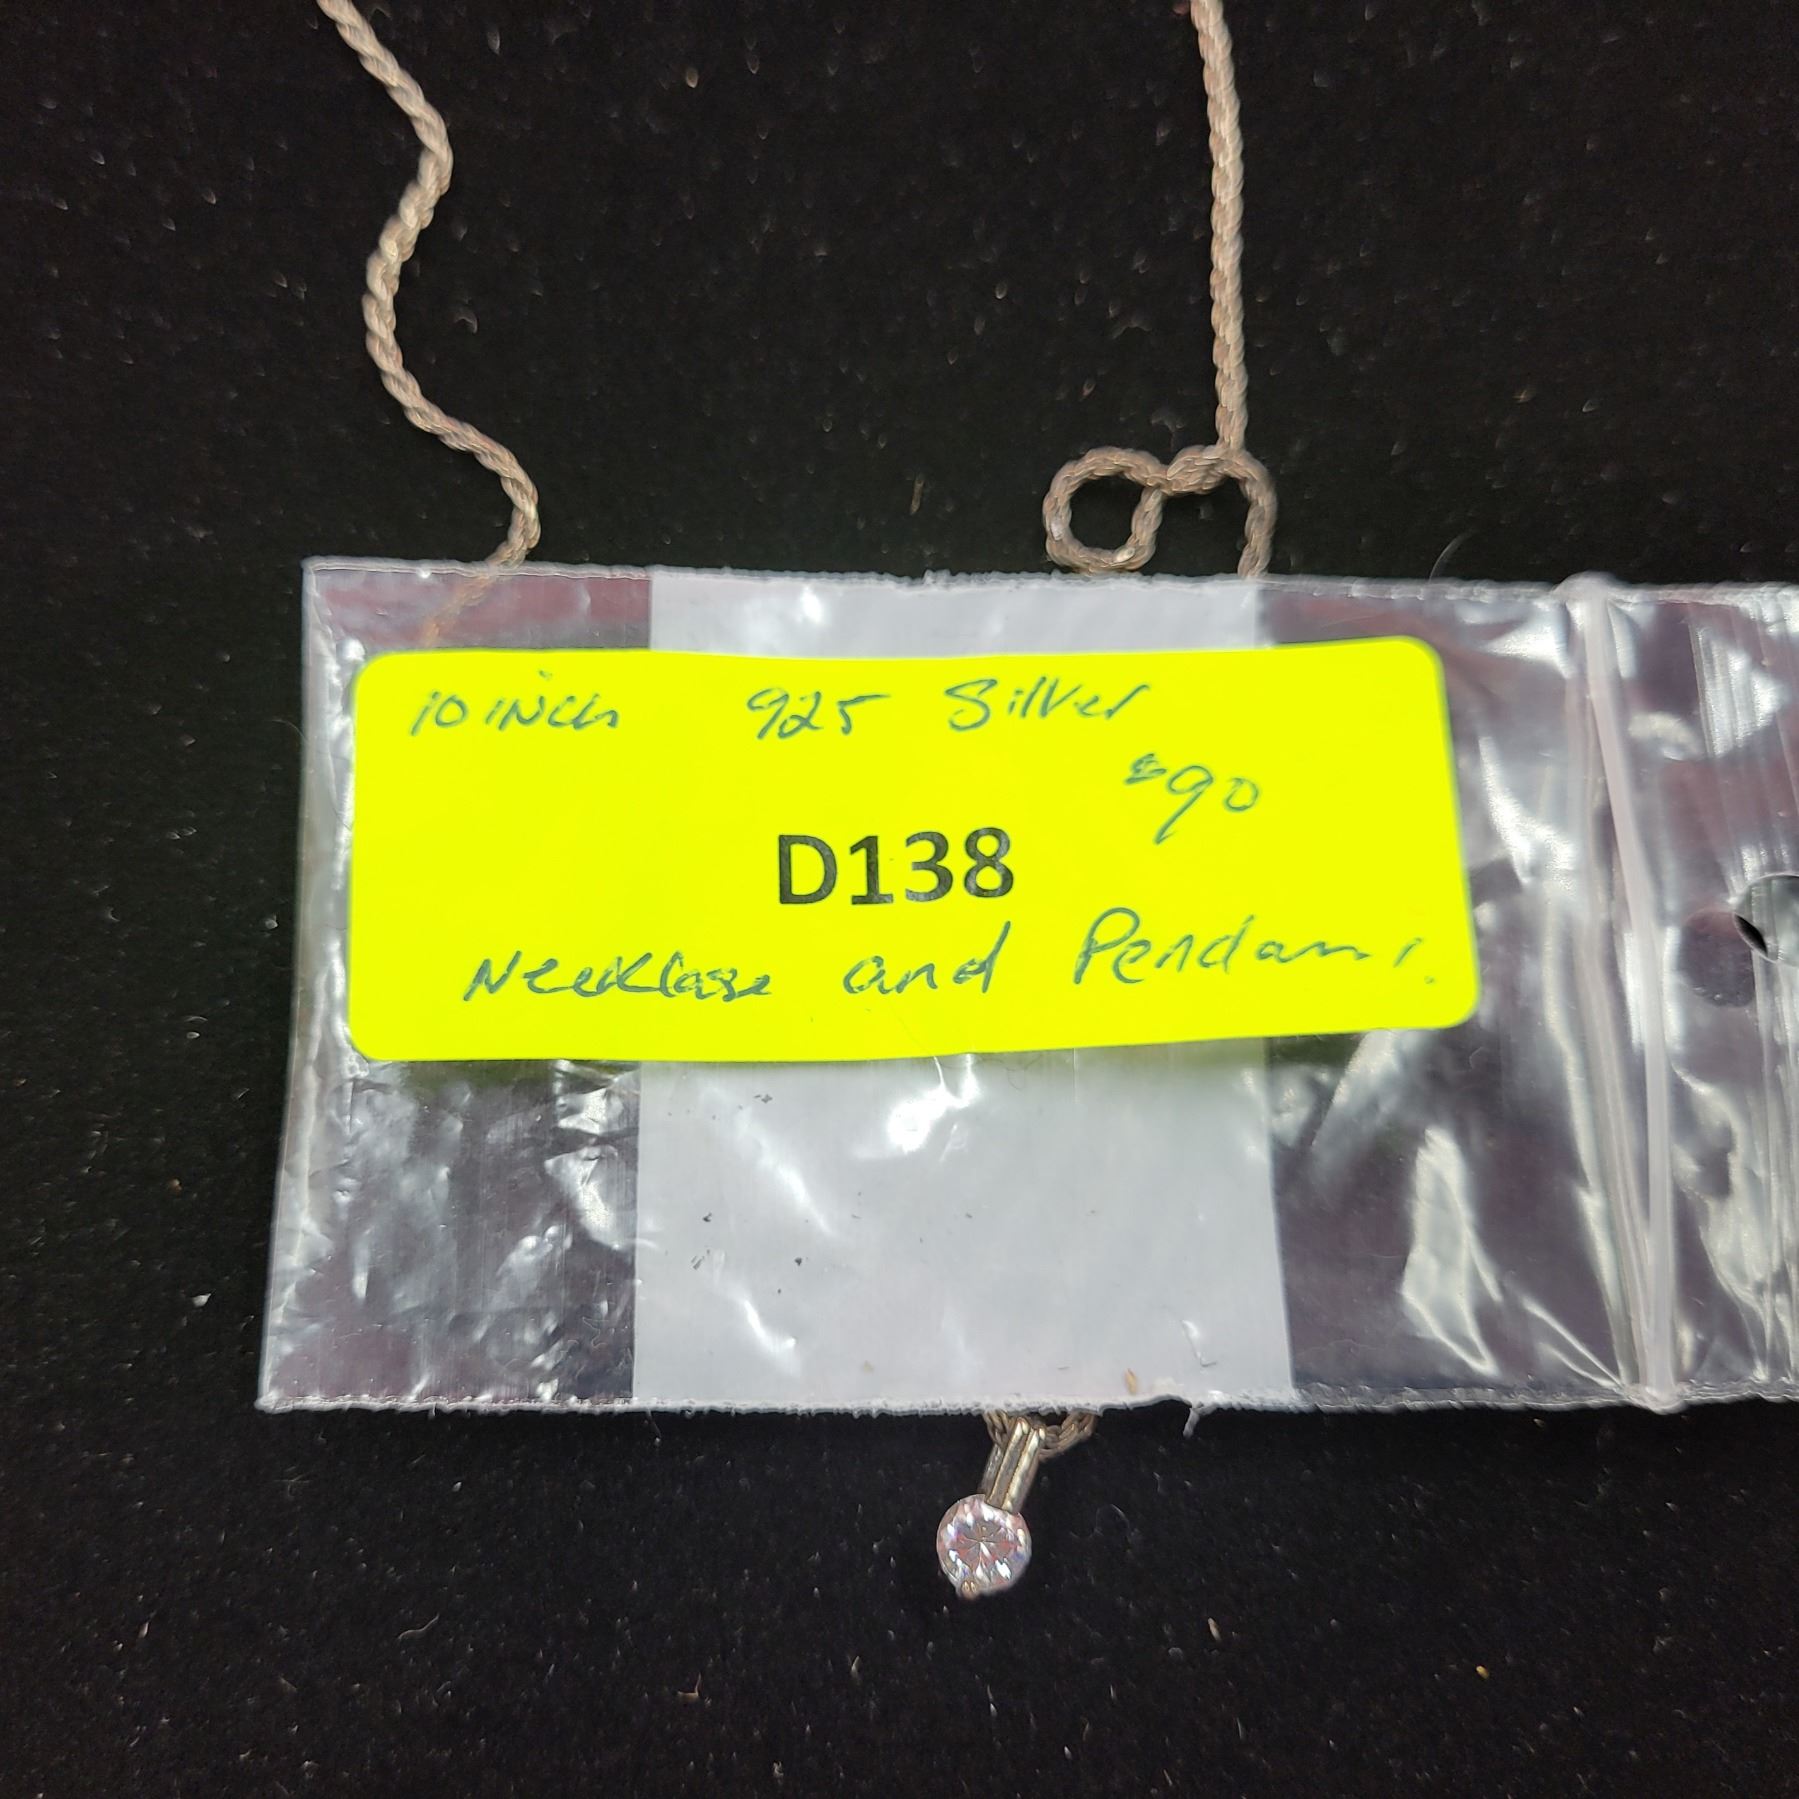 10 inch 925 Silver
$90
D138
Necklase and Pendant.